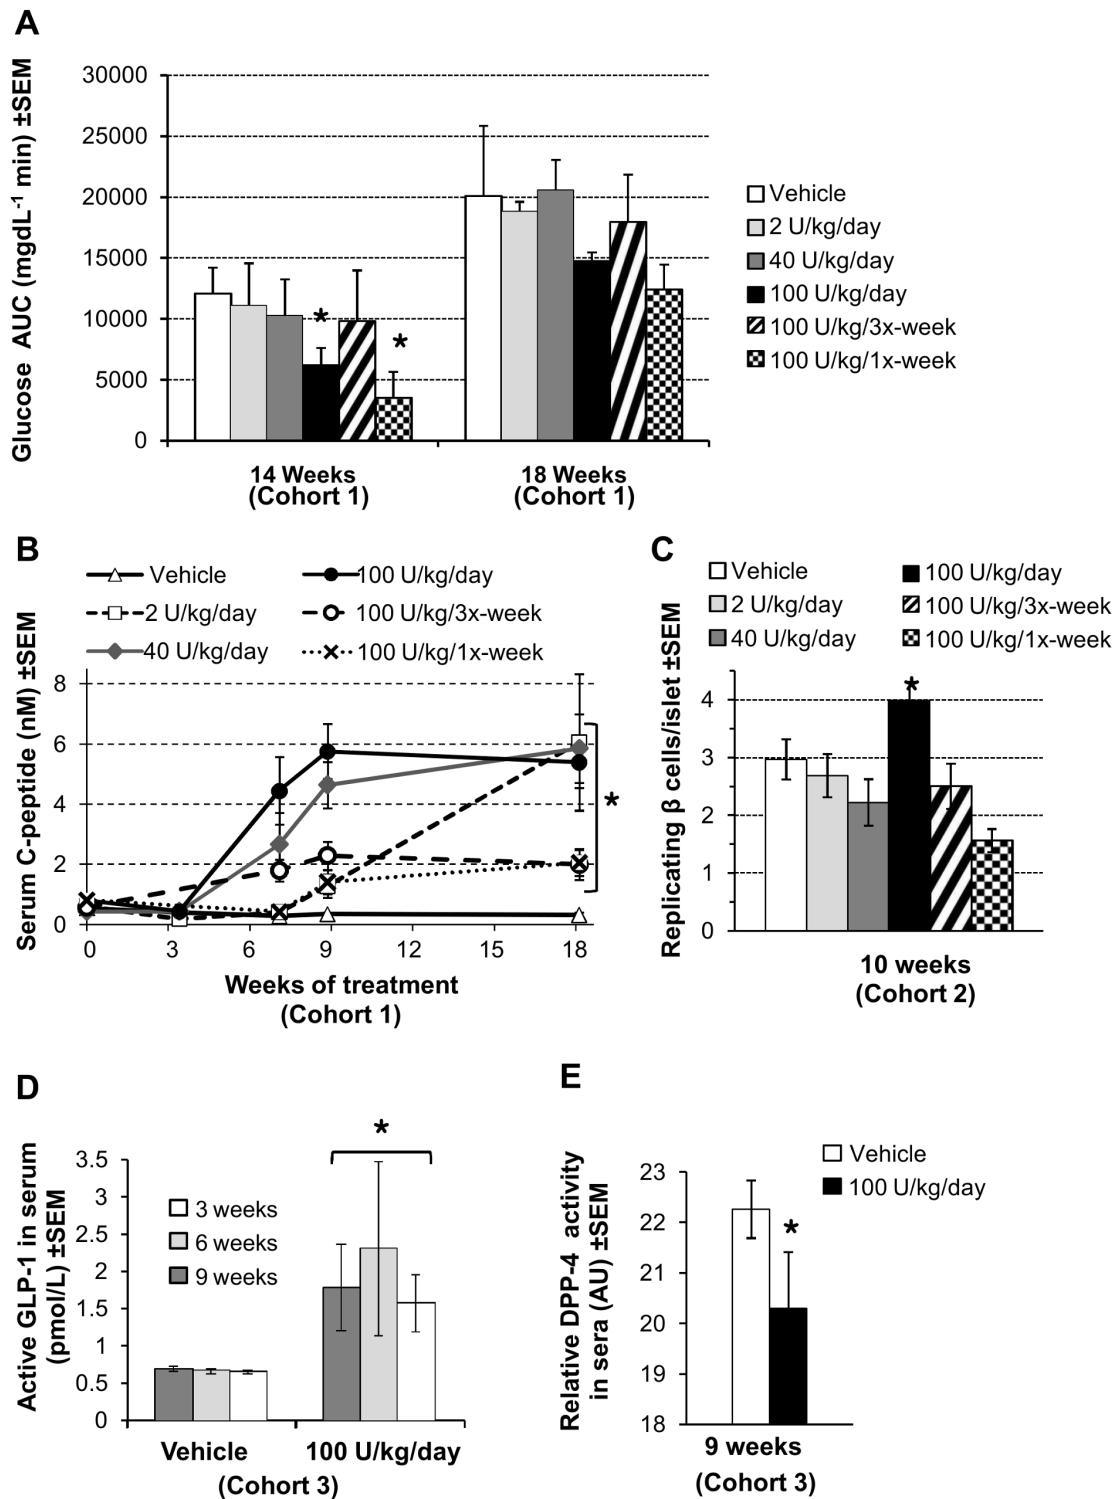 A
Glucose AUC (mgdL-1 min) ±SEM
30000
25000
20000
15000
10000
5000
0
*
*
14 Weeks
(Cohort 1)
18 Weeks
(Cohort 1)
Vehicle
2 U/kg/day
40 U/kg/day
100 U/kg/day
100 U/kg/3x-week
100 U/kg/1x-week
B
Vehicle
2 U/kg/day
40 U/kg/day
100 U/kg/day
100 U/kg/3x-week
100 U/kg/1x-week
Serum C-peptide (nM) ±SEM
8
6
4
2
0
*
0 3 6 9 12 15 18
Weeks of treatment
(Cohort 1)
C
Vehicle
2 U/kg/day
40 U/kg/day
100 U/kg/day
100 U/kg/3x-week
100 U/kg/1x-week
Replicating β cells/islet ±SEM
4
3
2
1
0
*
10 weeks
(Cohort 2)
D
Active GLP-1 in serum
(pmol/L) ±SEM
3.5
3
2.5
2
1.5
1
0.5
0
3 weeks
6 weeks
9 weeks
*
Vehicle
100 U/kg/day
(Cohort 3)
E
Relative DPP-4 activity
in sera (AU) ±SEM
23
22
21
20
19
18
Vehicle
100 U/kg/day
*
9 weeks
(Cohort 3)